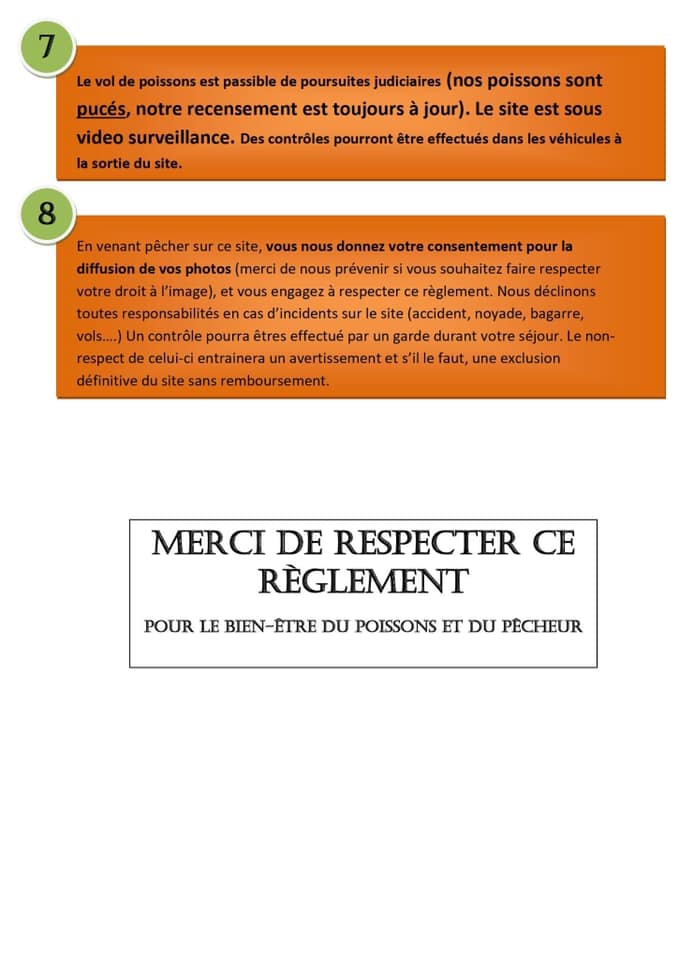 7
Le vol de poissons est passible de poursuites judiciaires (nos poissons sont
pucés, notre recensement est toujours à jour). Le site est sous
video surveillance. Des contrôles pourront être effectués dans les véhicules à
la sortie du site.
8
En venant pêcher sur ce site, vous nous donnez votre consentement pour la
diffusion de vos photos (merci de nous prévenir si vous souhaitez faire respecter
votre droit à l'image), et vous engagez à respecter ce règlement. Nous déclinons
toutes responsabilités en cas d'incidents sur le site (accident, noyade, bagarre,
vols….) Un contrôle pourra êtres effectué par un garde durant votre séjour. Le non-
respect de celui-ci entrainera un avertissement et s'il le faut, une exclusion
définitive du site sans remboursement.
MERCI DE RESPECTER CE
RÈGLEMENT
POUR LE BIEN-ÊTRE DU POISSONS ET DU PÊCHEUR